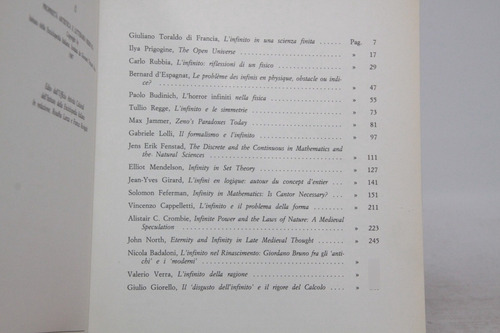 Giuliano Toraldo di Francia, L'infinito in una scienza finita Pag. 7
Ilya Prigogine, The Open Universe » 17
Carlo Rubbia, L'infinito: riflessioni di un fisico » 29
Bernard d'Espagnat, Le problème des infinis en physique, obstacle ou indice? » 47
Paolo Budinich, L'horror infiniti nella fisica » 55
Tullio Regge, L'infinito e le simmetrie » 73
Max Jammer, Zeno's Paradoxes Today » 81
Gabriele Lolli, Il formalismo e l'infinito » 97
Jens Erik Fenstad, The Discrete and the Continuous in Mathematics and the Natural Sciences » 111
Elliot Mendelson, Infinity in Set Theory » 127
Jean-Yves Girard, L'infini en logique: autour du concept d'entier » 141
Solomon Feferman, Infinity in Mathematics: Is Cantor Necessary? » 151
Vincenzo Cappelletti, L'infinito e il problema della forma » 211
Alistair C. Crombie, Infinite Power and the Laws of Nature: A Medieval Speculation » 223
John North, Eternity and Infinity in Late Medieval Thought » 245
Nicola Badaloni, L'infinito nel Rinascimento: Giordano Bruno fra gli 'antichi' e i 'moderni' »
Valerio Verra, L'infinito della ragione »
Giulio Giorello, Il 'disgusto dell'infinito' e il rigore del Calcolo »